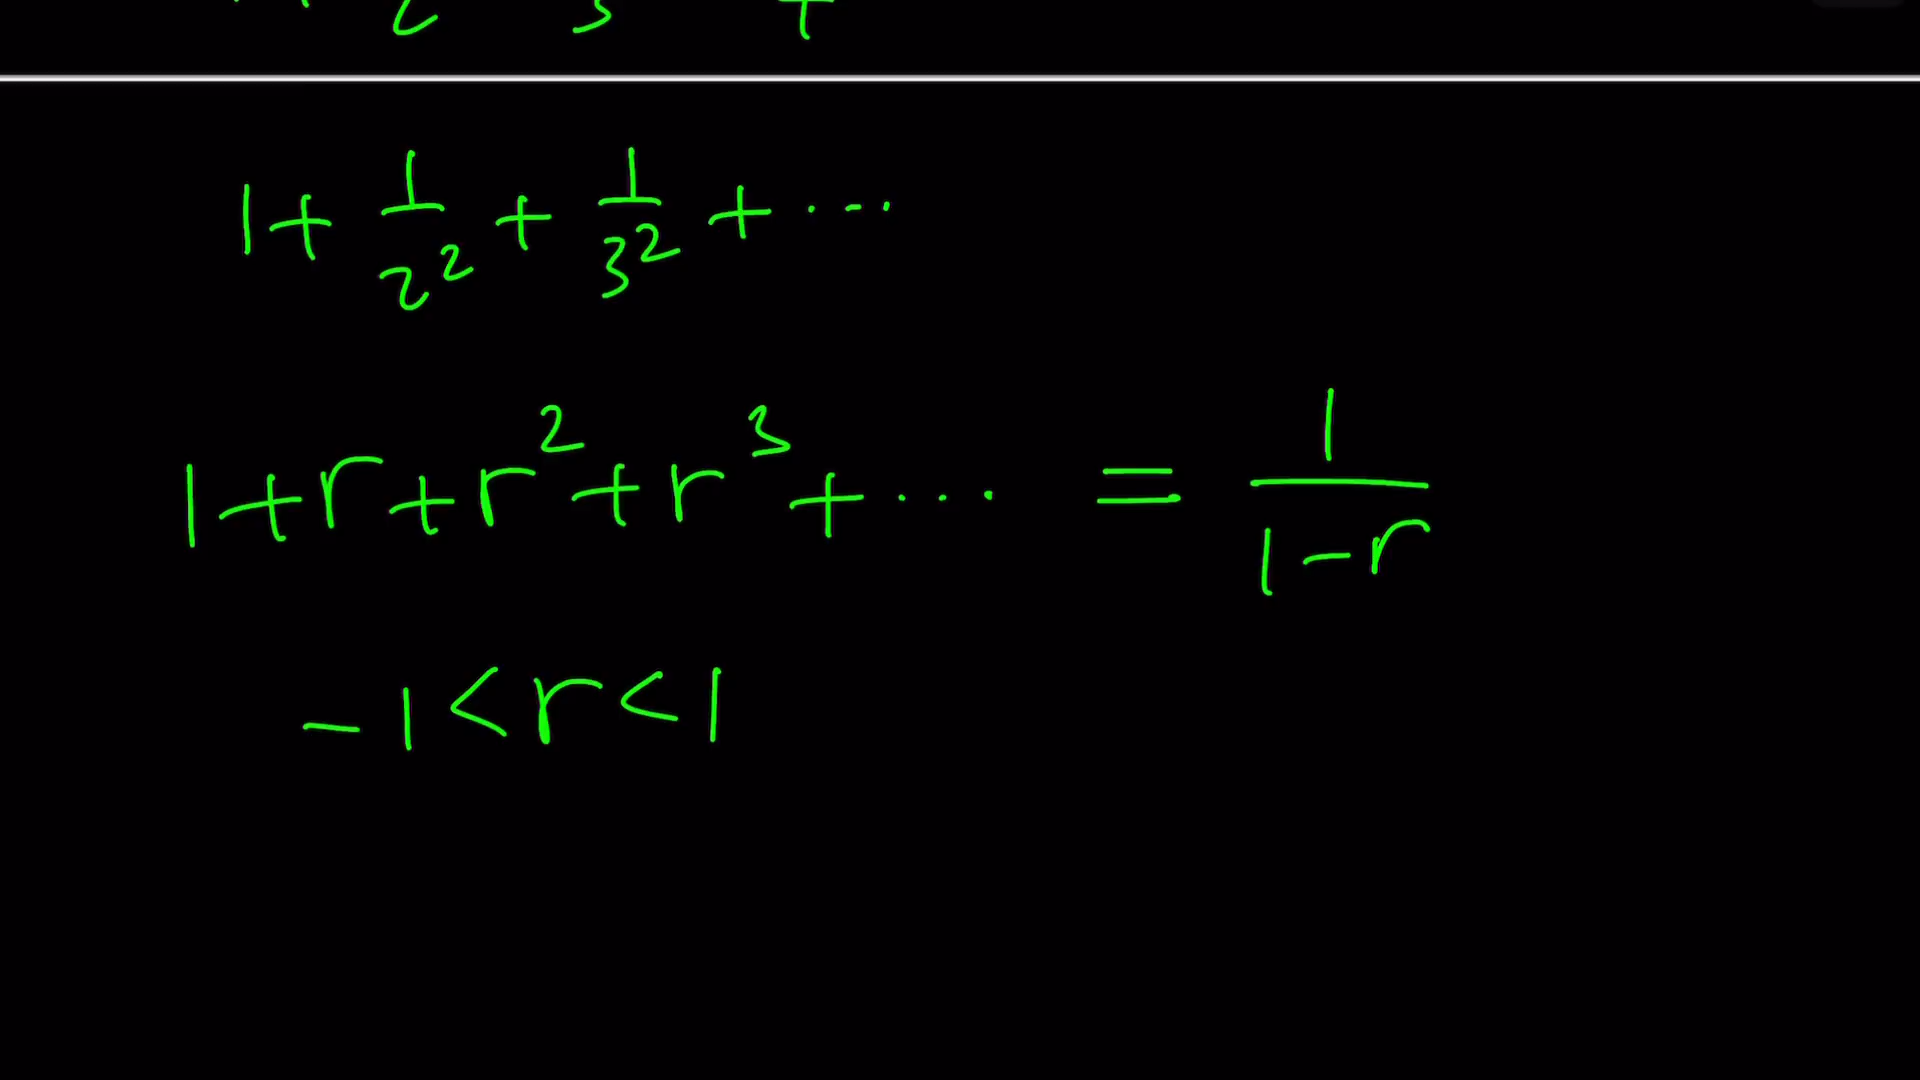 1 + 1/2² + 1/3² + ...
1 + r + r² + r³ + ... = 1/(1-r)
-1 < r < 1